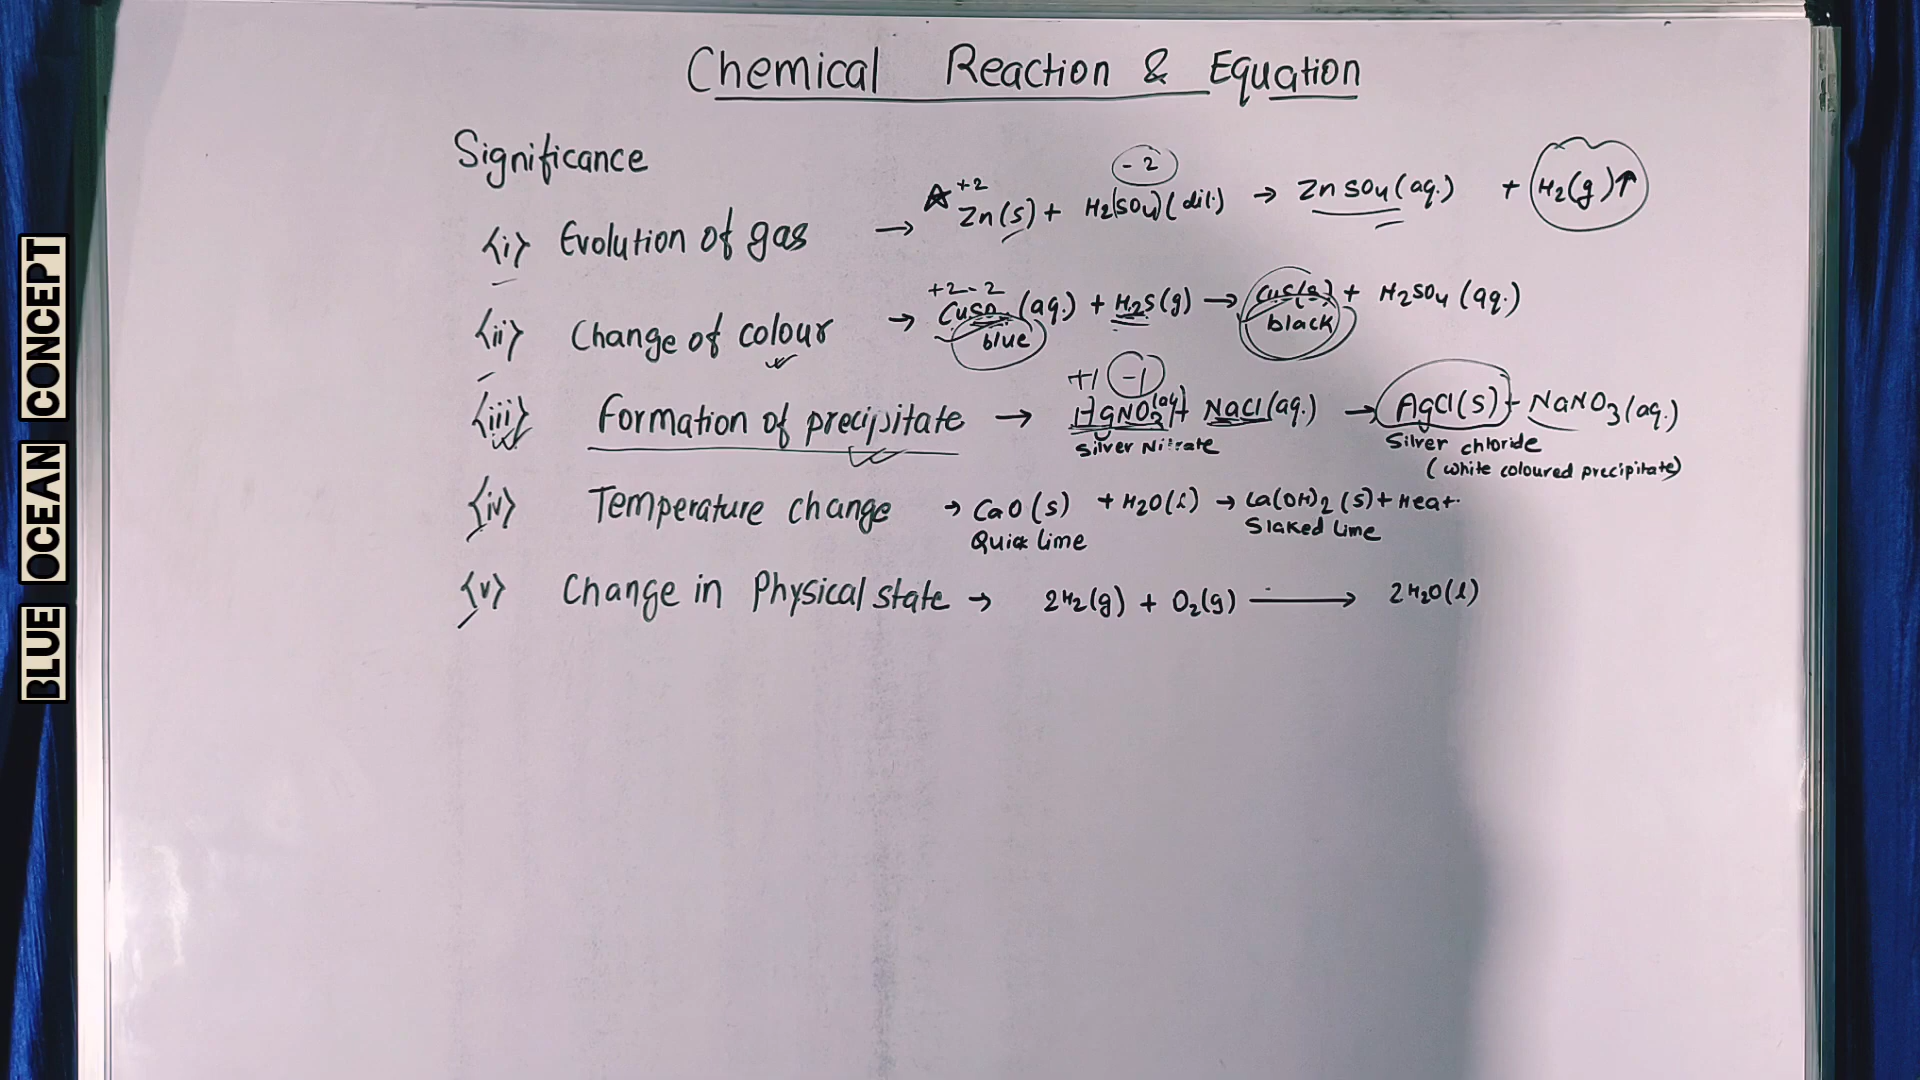 Chemical Reaction & Equation
Significance
-2
+2
<i> Evolution of gas → Zn(s) + H2(SO4)(dil.) → ZnSO4(aq.) + H2(g)↑
+2 -2
<ii> Change of colour → CuSO4(aq.) + H2S(g) → CuS(s) + H2SO4(aq.)
blue black
+1 -1
<iii> Formation of precipitate → AgNO3(aq) + NaCl(aq.) → AgCl(s) + NaNO3(aq.)
Silver Nitrate Silver chloride
(white coloured precipitate)
<iv> Temperature change → CaO(s) + H2O(l) → Ca(OH)2(s) + Heat.
Quick lime Slaked lime
<v> Change in Physical state → 2H2(g) + O2(g) ⟶ 2H2O(l)
BLUE OCEAN CONCEPT